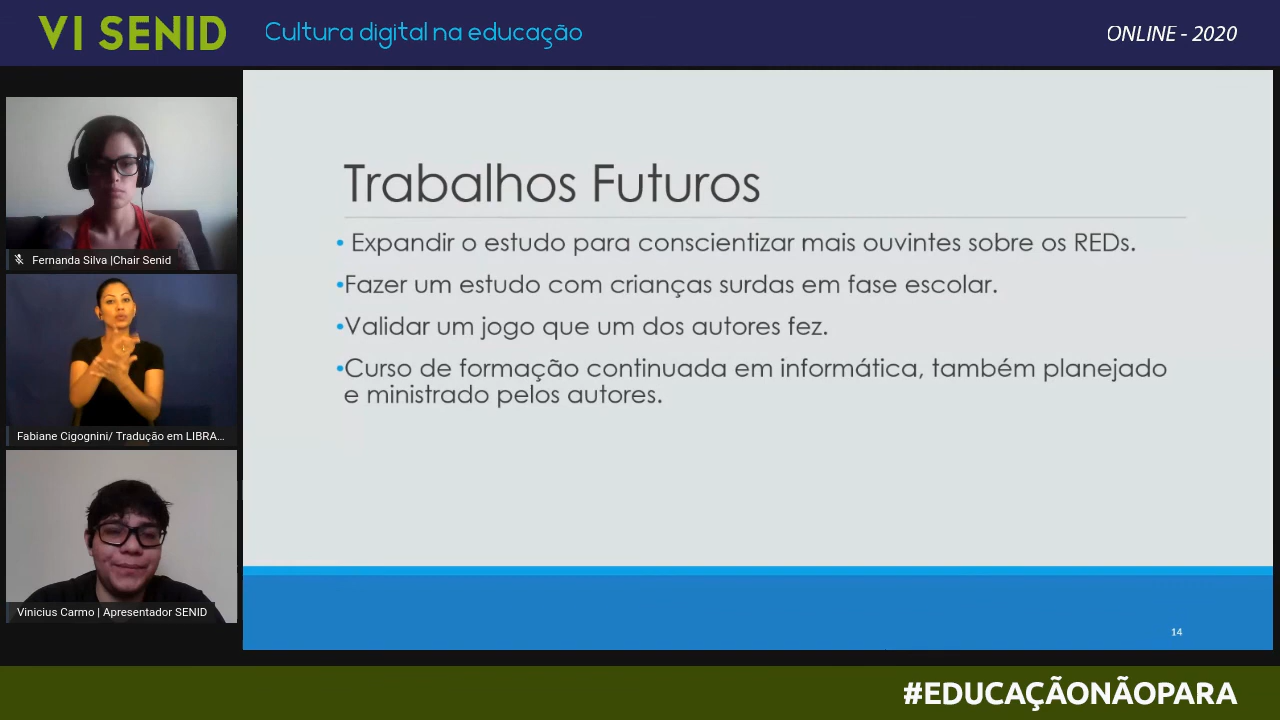 VI SENID
Cultura digital na educação
ONLINE - 2020
Fernanda Silva |Chair Senid
Fabiane Cigognini/ Tradução em LIBRA...
Vinicius Carmo | Apresentador SENID
Trabalhos Futuros
• Expandir o estudo para conscientizar mais ouvintes sobre os REDs.
•Fazer um estudo com crianças surdas em fase escolar.
•Validar um jogo que um dos autores fez.
•Curso de formação continuada em informática, também planejado
e ministrado pelos autores.
14
#EDUCAÇÃONÃOPARA